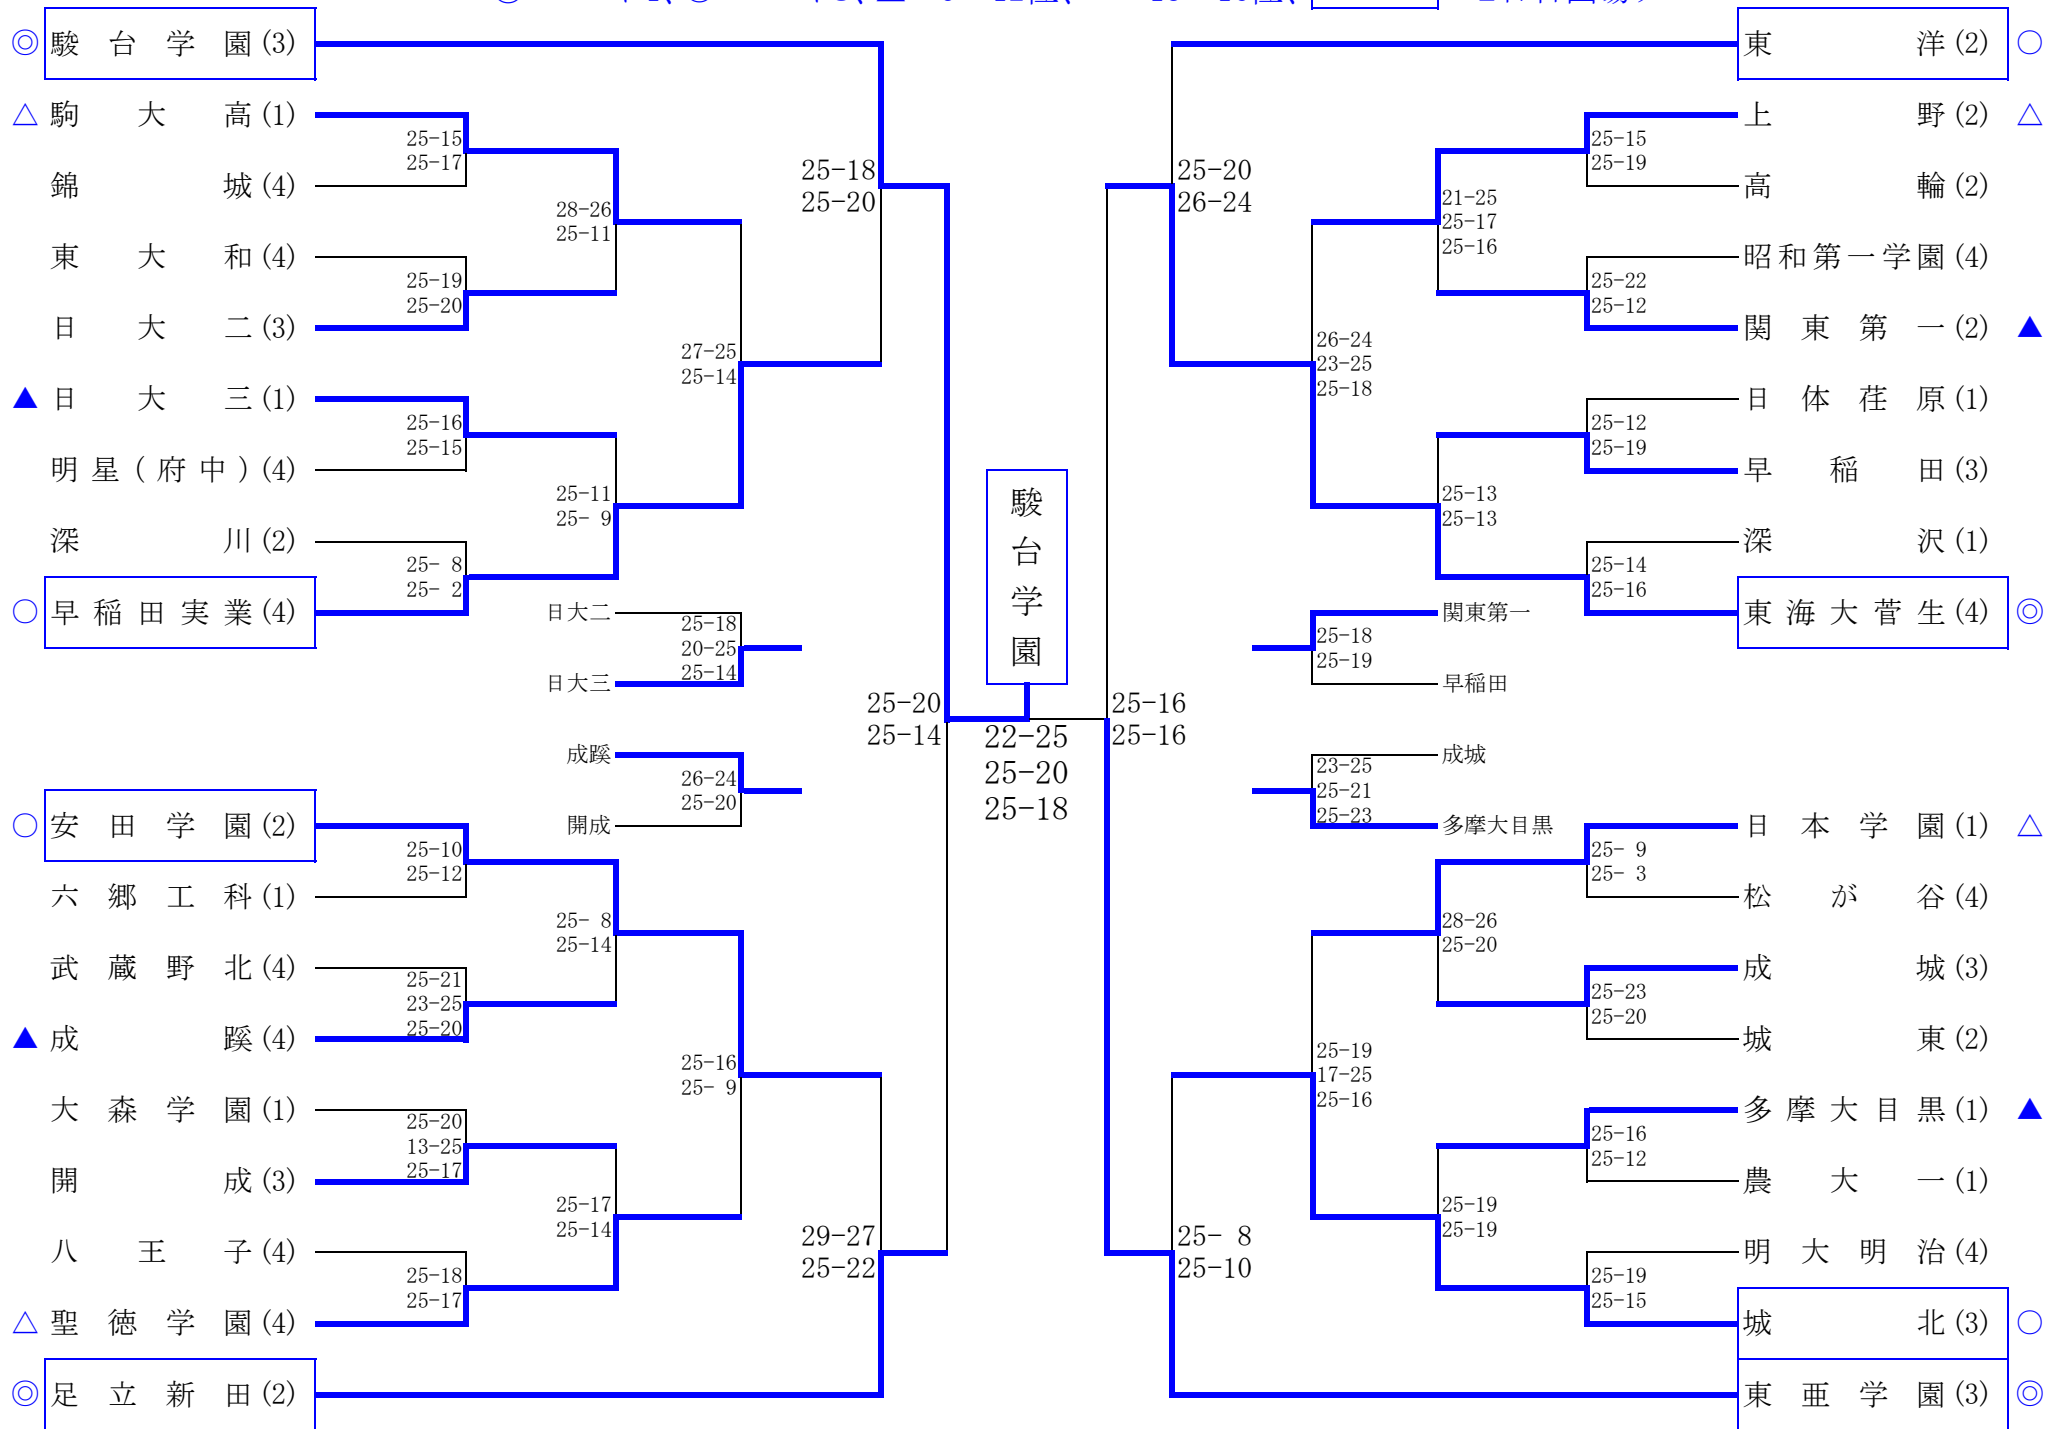 ◎駿台学園(3)
△駒大高(1)
25-15
25-17
錦城(4)
28-26
25-11
東大和(4)
25-19
25-20
日大二(3)
25-18
25-20
27-25
25-14
▲日大三(1)
25-16
25-15
明星(府中)(4)
25-11
25- 9
深川(2)
25- 8
25- 2
○早稲田実業(4)
日大二
25-18
20-25
25-14
日大三
成蹊
26-24
25-20
開成
25-20
25-14
○安田学園(2)
25-10
25-12
六郷工科(1)
25- 8
25-14
武蔵野北(4)
25-21
23-25
25-20
▲成蹊(4)
25-16
25- 9
大森学園(1)
25-20
13-25
25-17
開成(3)
25-17
25-14
八王子(4)
25-18
25-17
△聖徳学園(4)
29-27
25-22
◎足立新田(2)
駿台学園
22-25
25-20
25-18
東洋(2)○
上野(2)△
25-15
25-19
高輪(2)
25-20
26-24
21-25
25-17
25-16
昭和第一学園(4)
25-22
25-12
関東第一(2)▲
26-24
23-25
25-18
日体荏原(1)
25-12
25-19
早稲田(3)
25-13
25-13
深沢(1)
25-14
25-16
東海大菅生(4)◎
関東第一
25-18
25-19
早稲田
25-16
25-16
成城
23-25
25-21
25-23
多摩大目黒
日本学園(1)△
25- 9
25- 3
松が谷(4)
28-26
25-20
成城(3)
25-23
25-20
城東(2)
25-19
17-25
25-16
多摩大目黒(1)▲
25-16
25-12
農大一(1)
25-19
25-19
明大明治(4)
25-19
25-15
城北(3)○
25- 8
25-10
東亜学園(3)◎